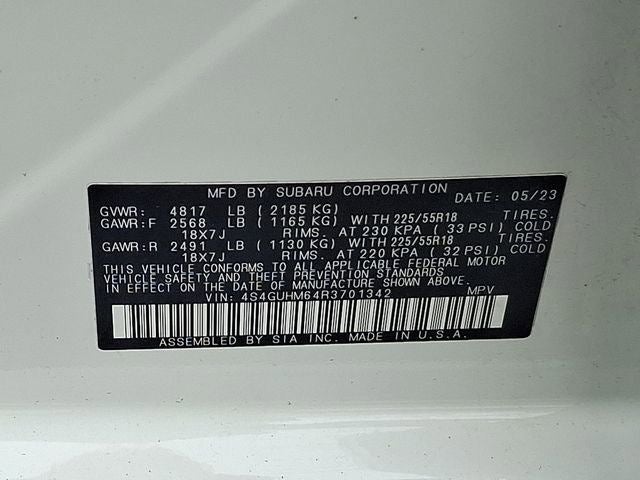 MFD BY SUBARU CORPORATION DATE: 05/23
GVWR: 4817 LB (2185 KG)
GAWR:F 2568 LB (1165 KG) WITH 225/55R18 TIRES.
18X7J RIMS. AT 230 KPA (33 PSI) COLD
GAWR:R 2491 LB (1130 KG) WITH 225/55R18 TIRES.
18X7J RIMS. AT 220 KPA (32 PSI) COLD
THIS VEHICLE CONFORMS TO ALL APPLICABLE FEDERAL MOTOR
VEHICLE SAFETY AND THEFT PREVENTION STANDARDS
IN EFFECT ON THE DATE OF MANUFACTURE SHOWN ABOVE.
VIN: 4S4GUHM64R3701342 MPV
ASSEMBLED BY SIA INC. MADE IN U.S.A.